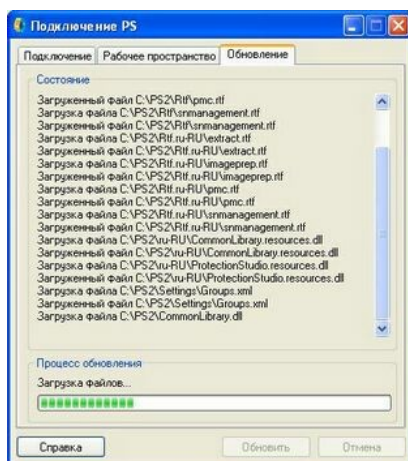 Подключение PS
Подключение Рабочее пространство Обновление
Состояние
Загруженный файл C:\PS2\Rtf\pmc.rtf
Загрузка файла C:\PS2\Rtf\snmanagement.rtf
Загруженный файл C:\PS2\Rtf\snmanagement.rtf
Загрузка файла C:\PS2\Rtf.ru-RU\extract.rtf
Загруженный файл C:\PS2\Rtf.ru-RU\extract.rtf
Загрузка файла C:\PS2\Rtf.ru-RU\imageprep.rtf
Загруженный файл C:\PS2\Rtf.ru-RU\imageprep.rtf
Загрузка файла C:\PS2\Rtf.ru-RU\pmc.rtf
Загруженный файл C:\PS2\Rtf.ru-RU\pmc.rtf
Загрузка файла C:\PS2\Rtf.ru-RU\snmanagement.rtf
Загруженный файл C:\PS2\Rtf.ru-RU\snmanagement.rtf
Загрузка файла C:\PS2\ru-RU\CommonLibrary.resources.dll
Загруженный файл C:\PS2\ru-RU\CommonLibrary.resources.dll
Загрузка файла C:\PS2\ru-RU\ProtectionStudio.resources.dll
Загруженный файл C:\PS2\ru-RU\ProtectionStudio.resources.dll
Загрузка файла C:\PS2\Settings\Groups.xml
Загруженный файл C:\PS2\Settings\Groups.xml
Загрузка файла C:\PS2\CommonLibrary.dll
Процесс обновления
Загрузка файлов...
Справка Обновить Отмена